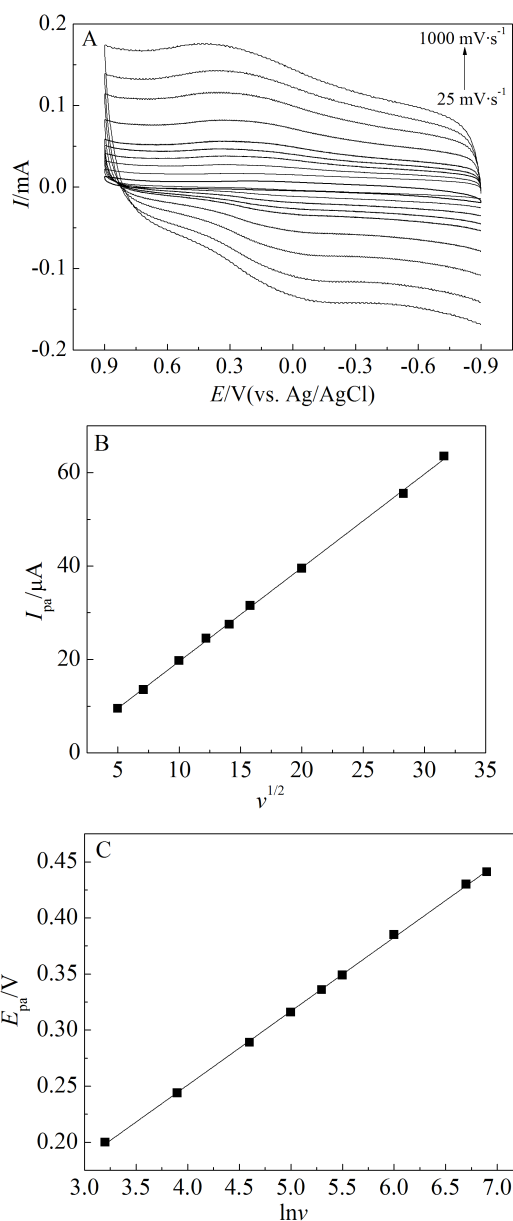 A
1000 mV·s⁻¹
25 mV·s⁻¹
0.2
0.1
0.0
-0.1
-0.2
I/mA
0.9 0.6 0.3 0.0 -0.3 -0.6 -0.9
E/V(vs. Ag/AgCl)
B
60
40
20
0
I_pa/μA
5 10 15 20 25 30 35
v^1/2
C
0.45
0.40
0.35
0.30
0.25
0.20
E_pa/V
3.0 3.5 4.0 4.5 5.0 5.5 6.0 6.5 7.0
lnv